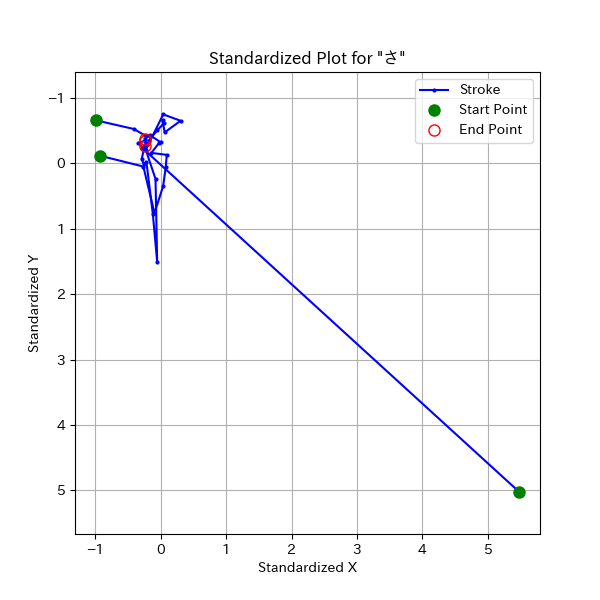 Standardized Plot for "さ"
Stroke
Start Point
End Point
Standardized Y
−1
0
1
2
3
4
5
−1 0 1 2 3 4 5
Standardized X